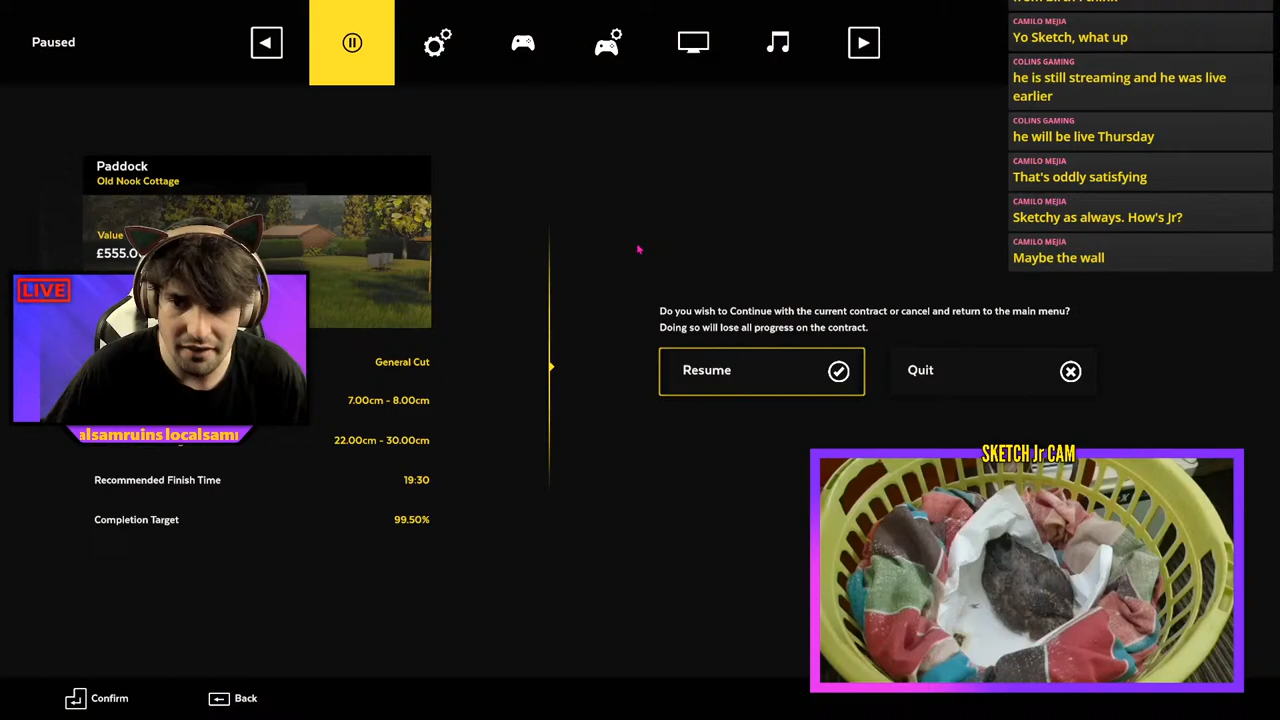 Paused
from birth I think
CAMILO MEJIA
Yo Sketch, what up
COLINS GAMING
he is still streaming and he was live
earlier
COLINS GAMING
he will be live Thursday
CAMILO MEJIA
That's oddly satisfying
CAMILO MEJIA
Sketchy as always. How's Jr?
CAMILO MEJIA
Maybe the wall
Paddock
Old Nook Cottage
Value
LIVE
General Cut
7.00cm - 8.00cm
22.00cm - 30.00cm
Recommended Finish Time
19:30
Completion Target
99.50%
Do you wish to Continue with the current contract or cancel and return to the main menu?
Doing so will lose all progress on the contract.
Resume
Quit
SKETCH Jr CAM
Confirm
Back